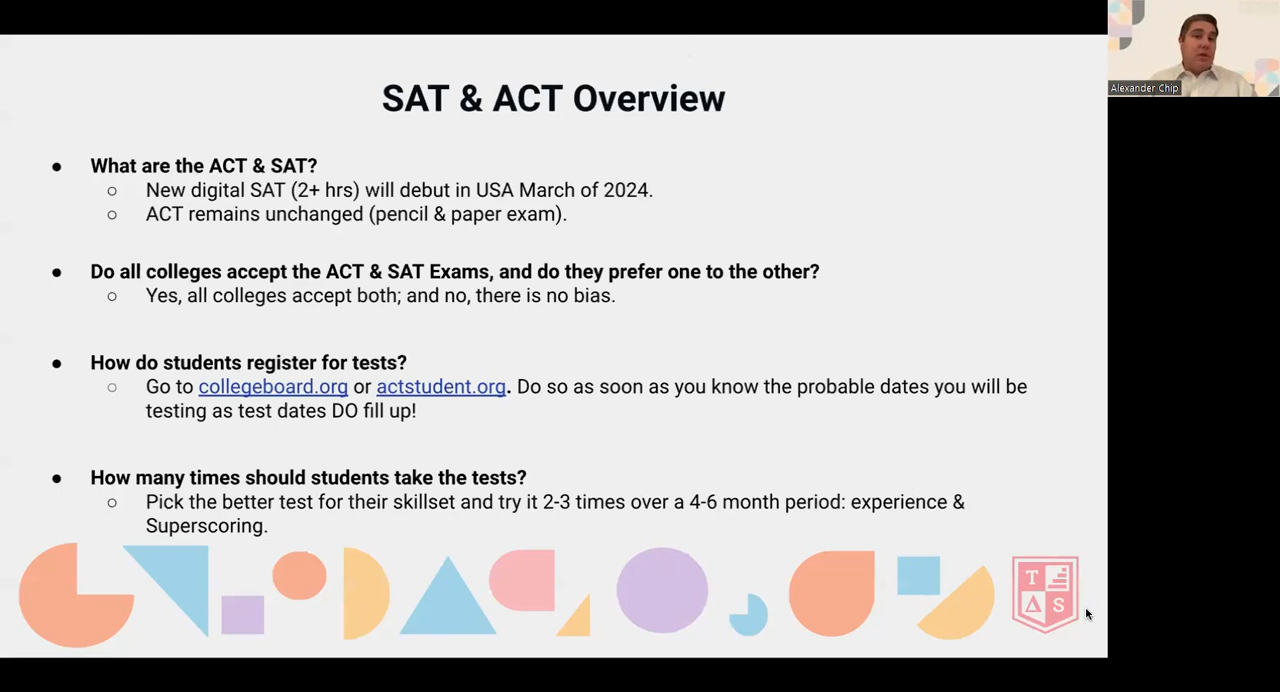 SAT & ACT Overview
Alexander Chip
● What are the ACT & SAT?
○ New digital SAT (2+ hrs) will debut in USA March of 2024.
○ ACT remains unchanged (pencil & paper exam).
● Do all colleges accept the ACT & SAT Exams, and do they prefer one to the other?
○ Yes, all colleges accept both; and no, there is no bias.
● How do students register for tests?
○ Go to collegeboard.org or actstudent.org. Do so as soon as you know the probable dates you will be
testing as test dates DO fill up!
● How many times should students take the tests?
○ Pick the better test for their skillset and try it 2-3 times over a 4-6 month period: experience &
Superscoring.
T
A S